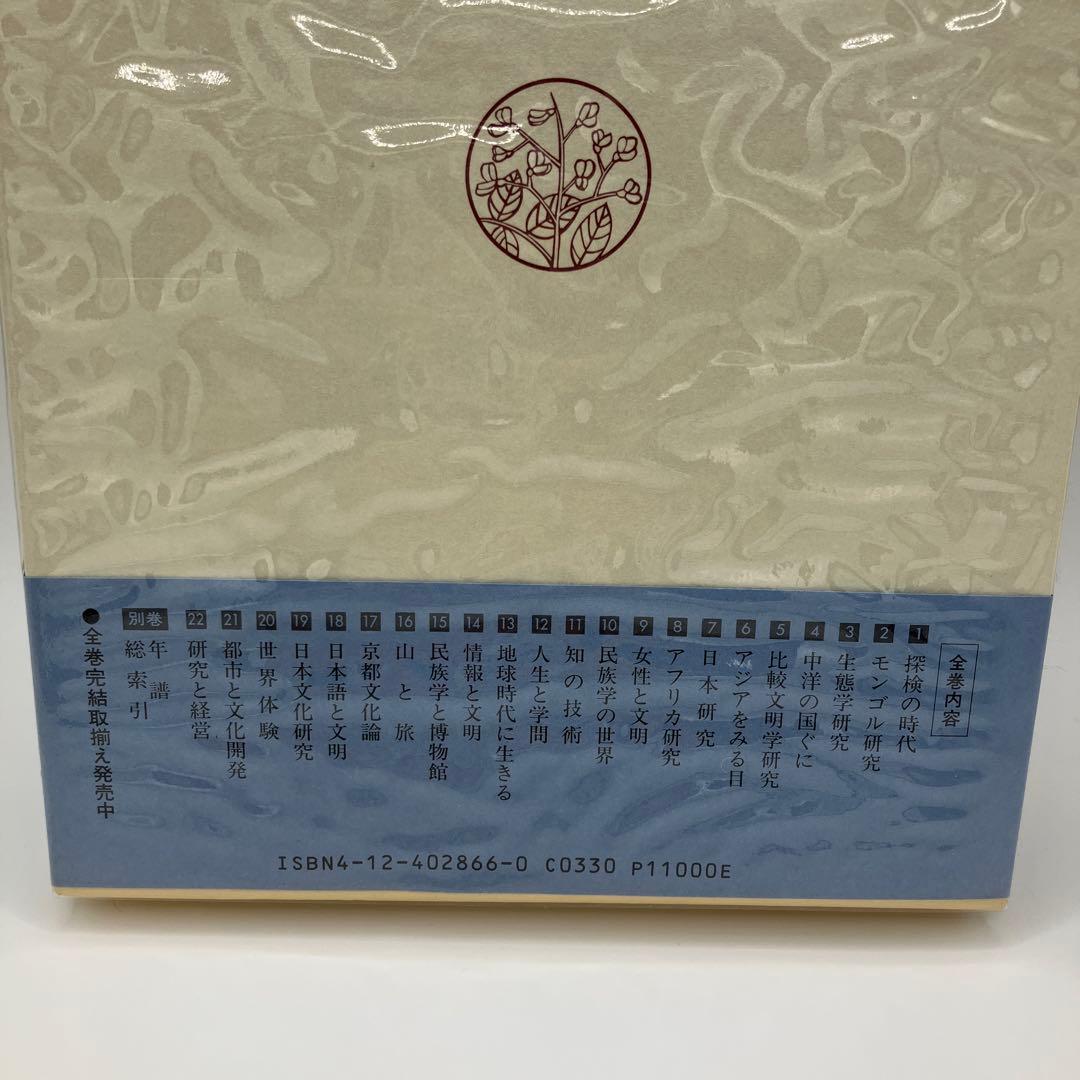 全巻内容
1 探検の時代
2 モンゴル研究
3 生態学研究
4 中洋の国ぐに
5 比較文明学研究
6 アジアをみる目
7 日本研究
8 アフリカ研究
9 女性と文明
10 民族学の世界
11 知の技術
12 人生と学問
13 地球時代に生きる
14 情報と文明
15 民族学と博物館
16 山と旅
17 京都文化論
18 日本語と文明
19 日本文化研究
20 世界体験
21 都市と文化開発
22 研究と経営
別巻 年譜
総索引
●全巻完結取揃え発売中
ISBN4-12-402866-0 C0330 P11000E